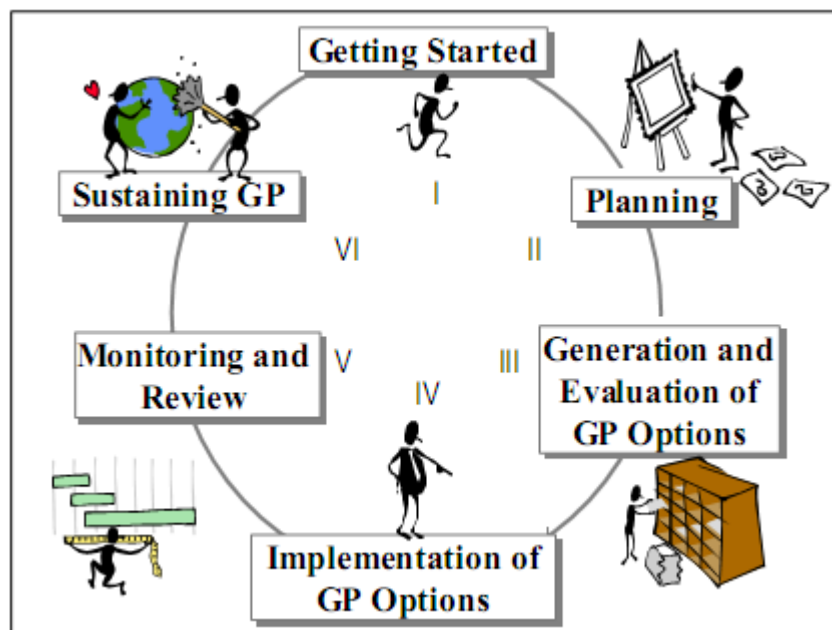 Getting Started
I
Planning
II
Generation and
Evaluation of
GP Options
III
Implementation of
GP Options
IV
Monitoring and
Review
V
Sustaining GP
VI